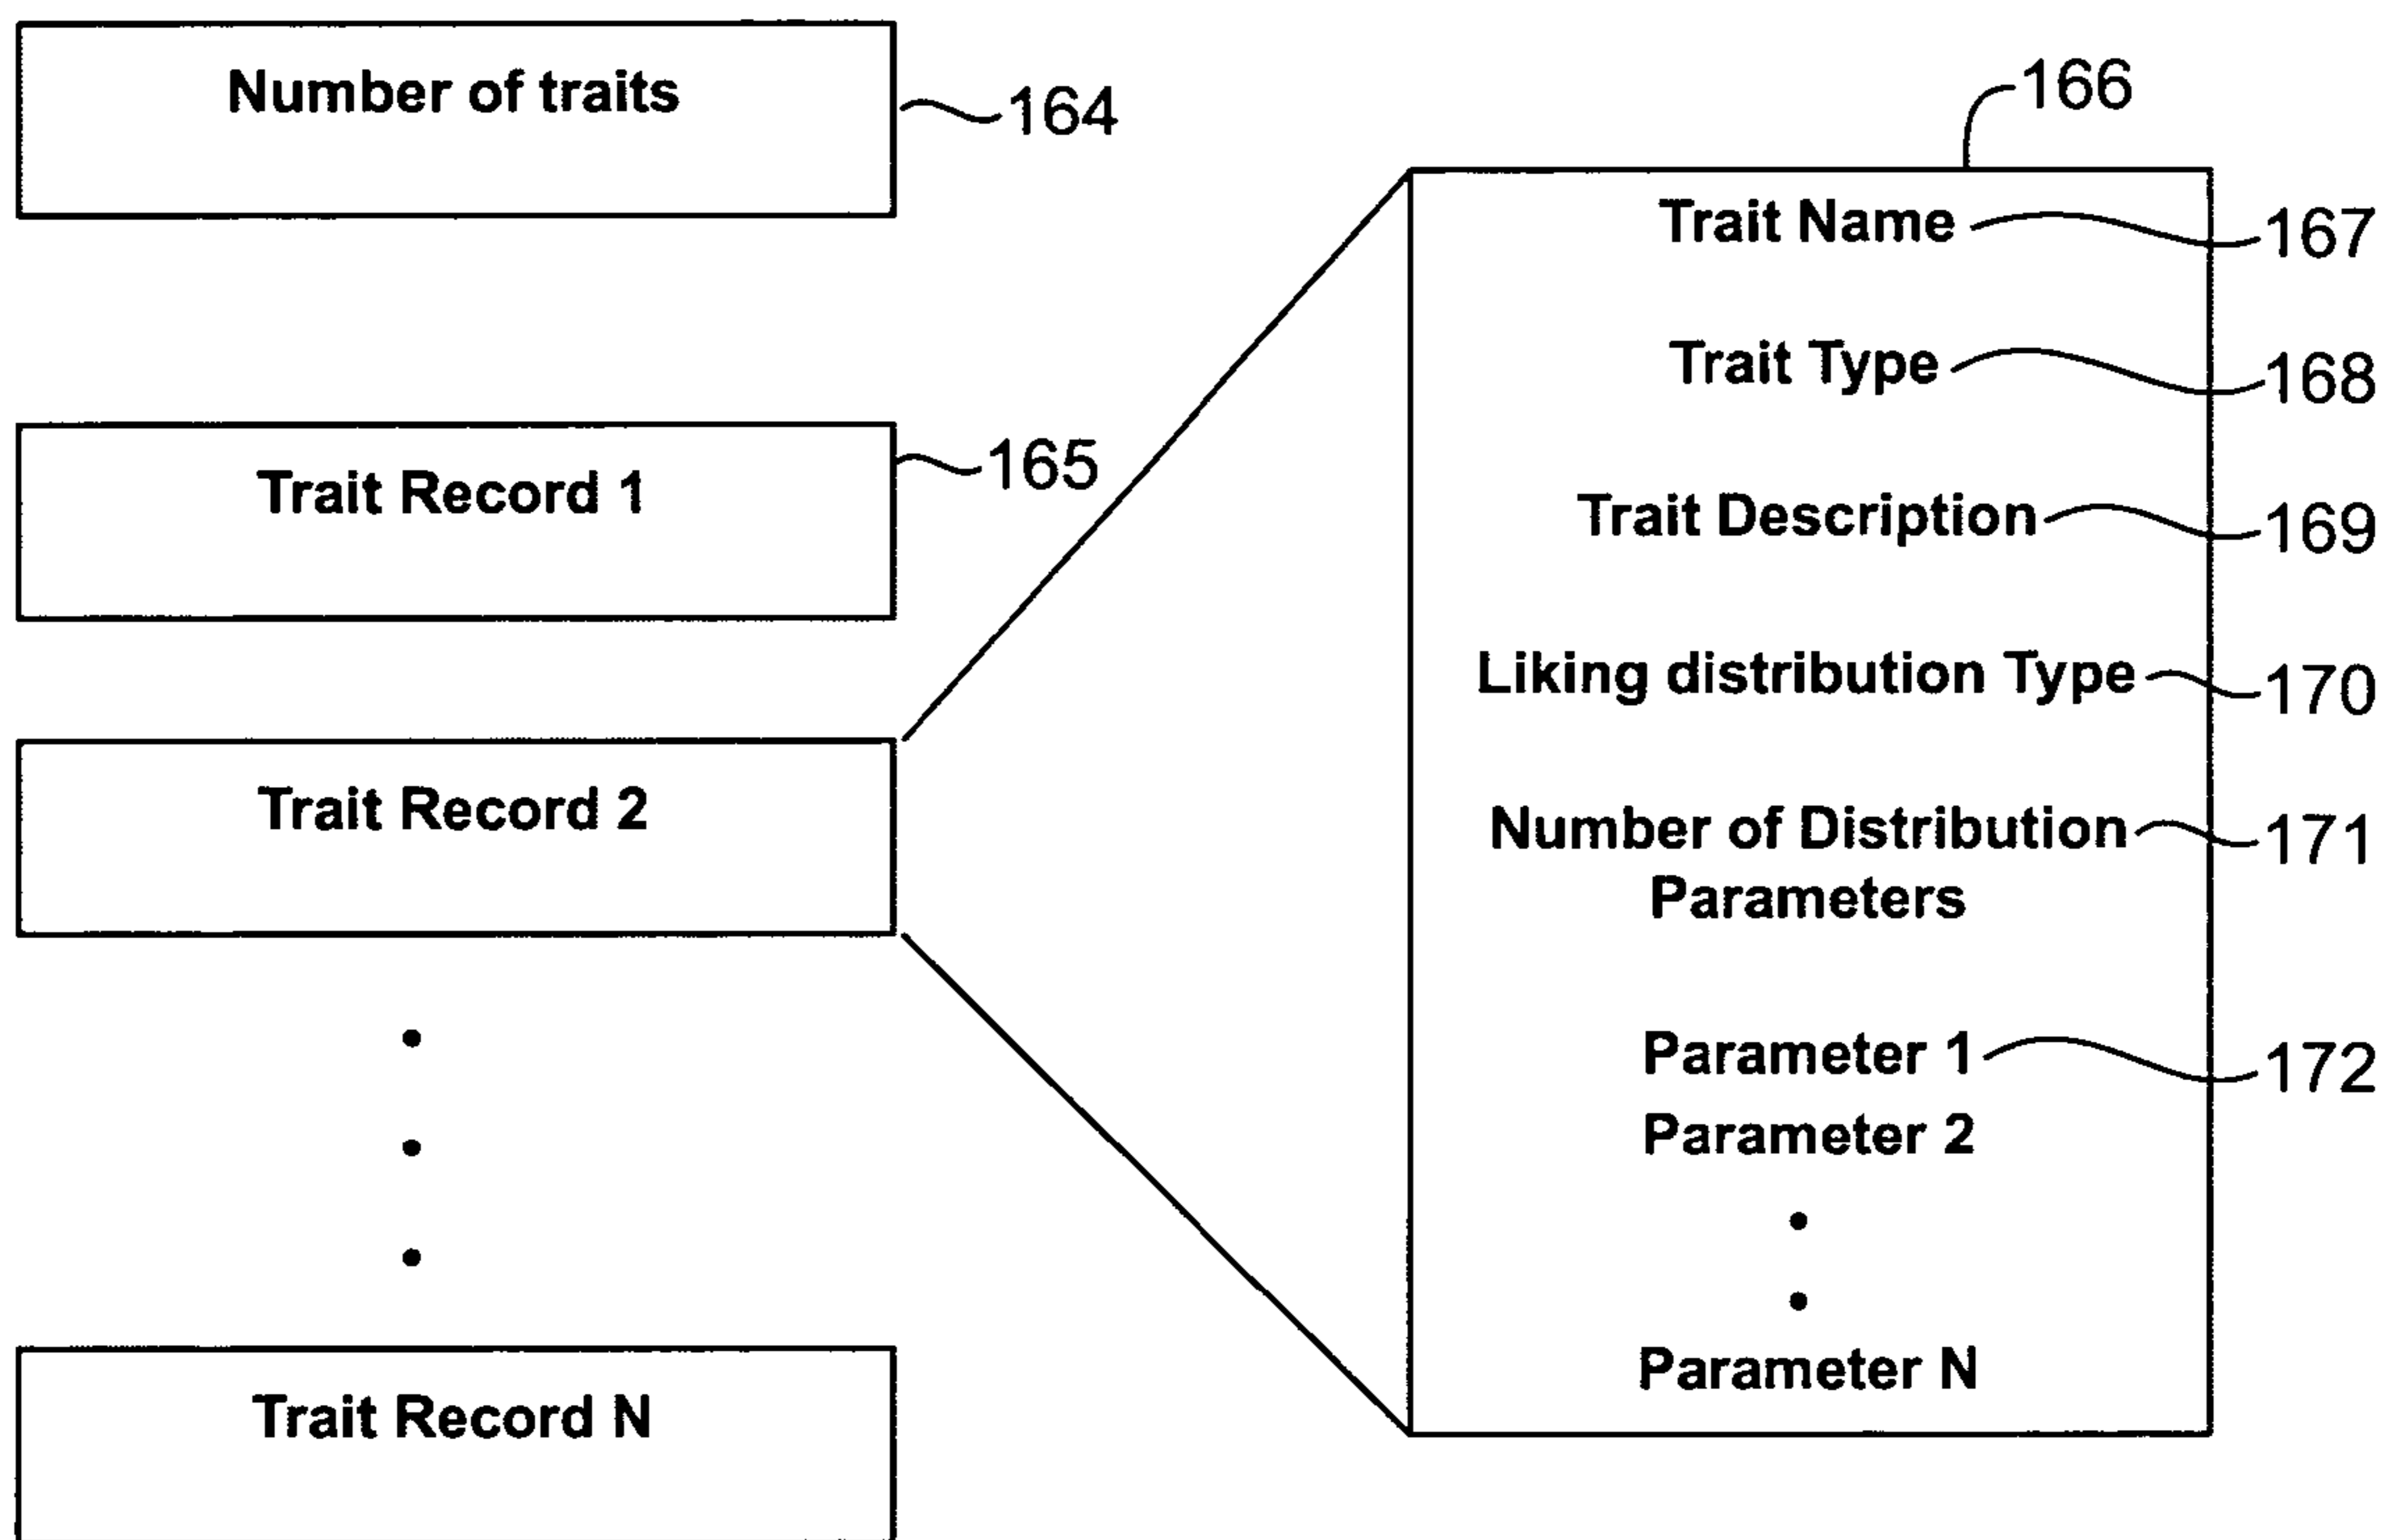 Number of traits
164
Trait Record 1
165
Trait Record 2
Trait Record N
166
Trait Name 167
Trait Type 168
Trait Description 169
Liking distribution Type 170
Number of Distribution 171
Parameters
Parameter 1 172
Parameter 2
Parameter N